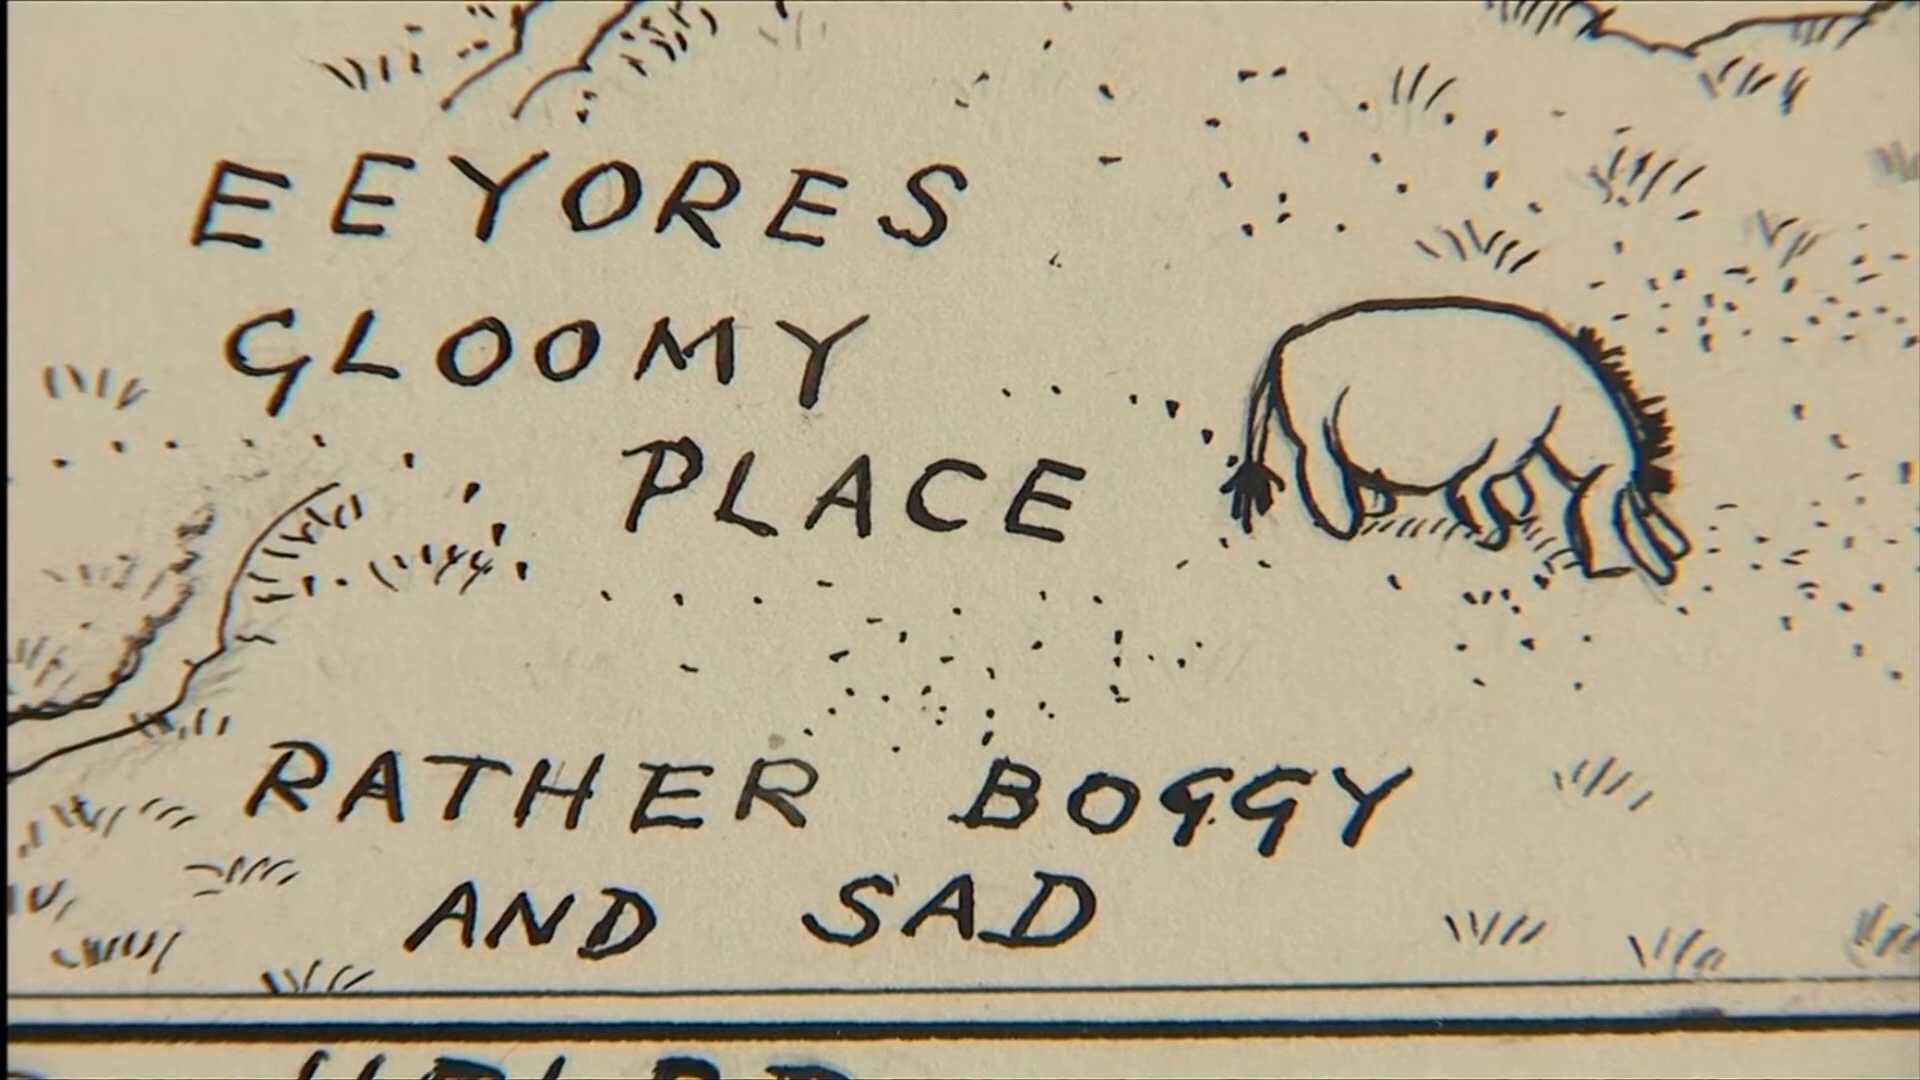 EEYORES
GLOOMY
PLACE
RATHER BOGGY
AND SAD